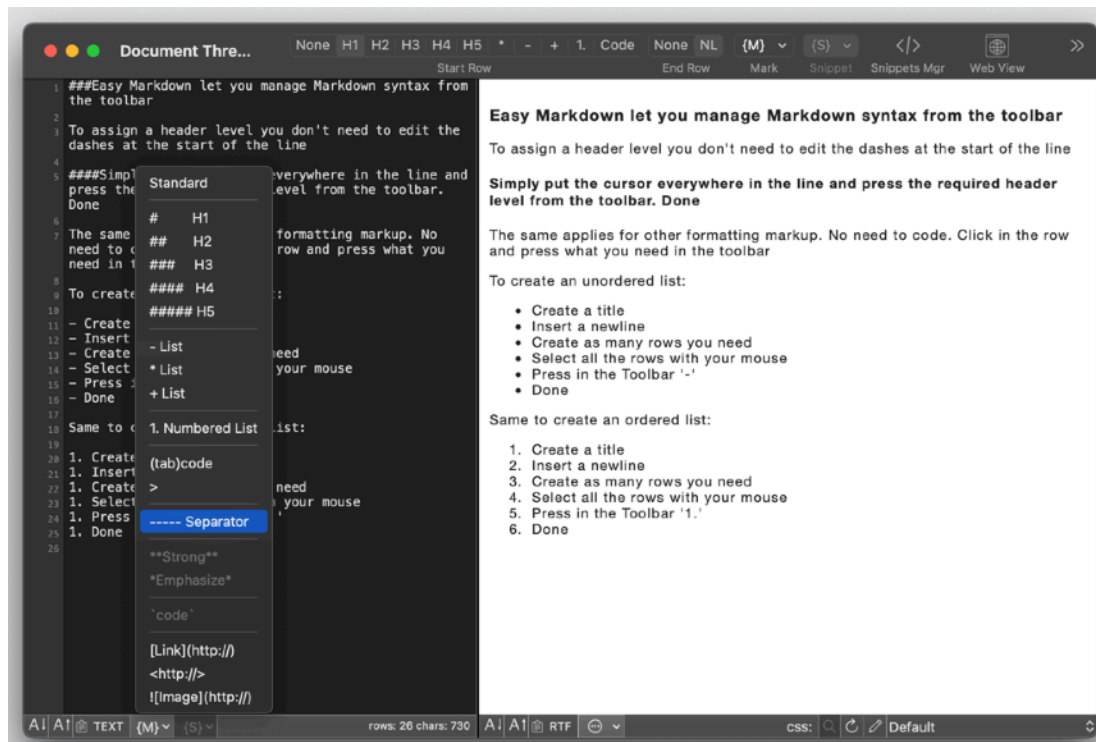 Document Thre...
None H1 H2 H3 H4 H5 * - + 1. Code None NL {M} {S} </>
Start Row End Row Mark Snippet Snippets Mgr Web View
1 ###Easy Markdown let you manage Markdown syntax from
the toolbar
2
3 To assign a header level you don't need to edit the
dashes at the start of the line
4
5 ####Simpl everywhere in the line and
press the evel from the toolbar.
Done
6
7 The same formatting markup. No
need to c row and press what you
need in t
8
9 To create :
10
11 - Create
12 - Insert
13 - Create eed
14 - Select your mouse
15 - Press i
16 - Done
17
18 Same to c ist:
19
20 1. Create
21 1. Insert
22 1. Create need
23 1. Select your mouse
24 1. Press '
25 1. Done
26
Standard
# H1
## H2
### H3
#### H4
##### H5
- List
* List
+ List
1. Numbered List
(tab)code
>
----- Separator
**Strong**
*Emphasize*
`code`
[Link](http://)
<http://>
![Image](http://)
Easy Markdown let you manage Markdown syntax from the toolbar
To assign a header level you don't need to edit the dashes at the start of the line
Simply put the cursor everywhere in the line and press the required header
level from the toolbar. Done
The same applies for other formatting markup. No need to code. Click in the row
and press what you need in the toolbar
To create an unordered list:
• Create a title
• Insert a newline
• Create as many rows you need
• Select all the rows with your mouse
• Press in the Toolbar '-'
• Done
Same to create an ordered list:
1. Create a title
2. Insert a newline
3. Create as many rows you need
4. Select all the rows with your mouse
5. Press in the Toolbar '1.'
6. Done
A↓ A↑ TEXT {M} {S} rows: 26 chars: 730 A↓ A↑ RTF css: Default